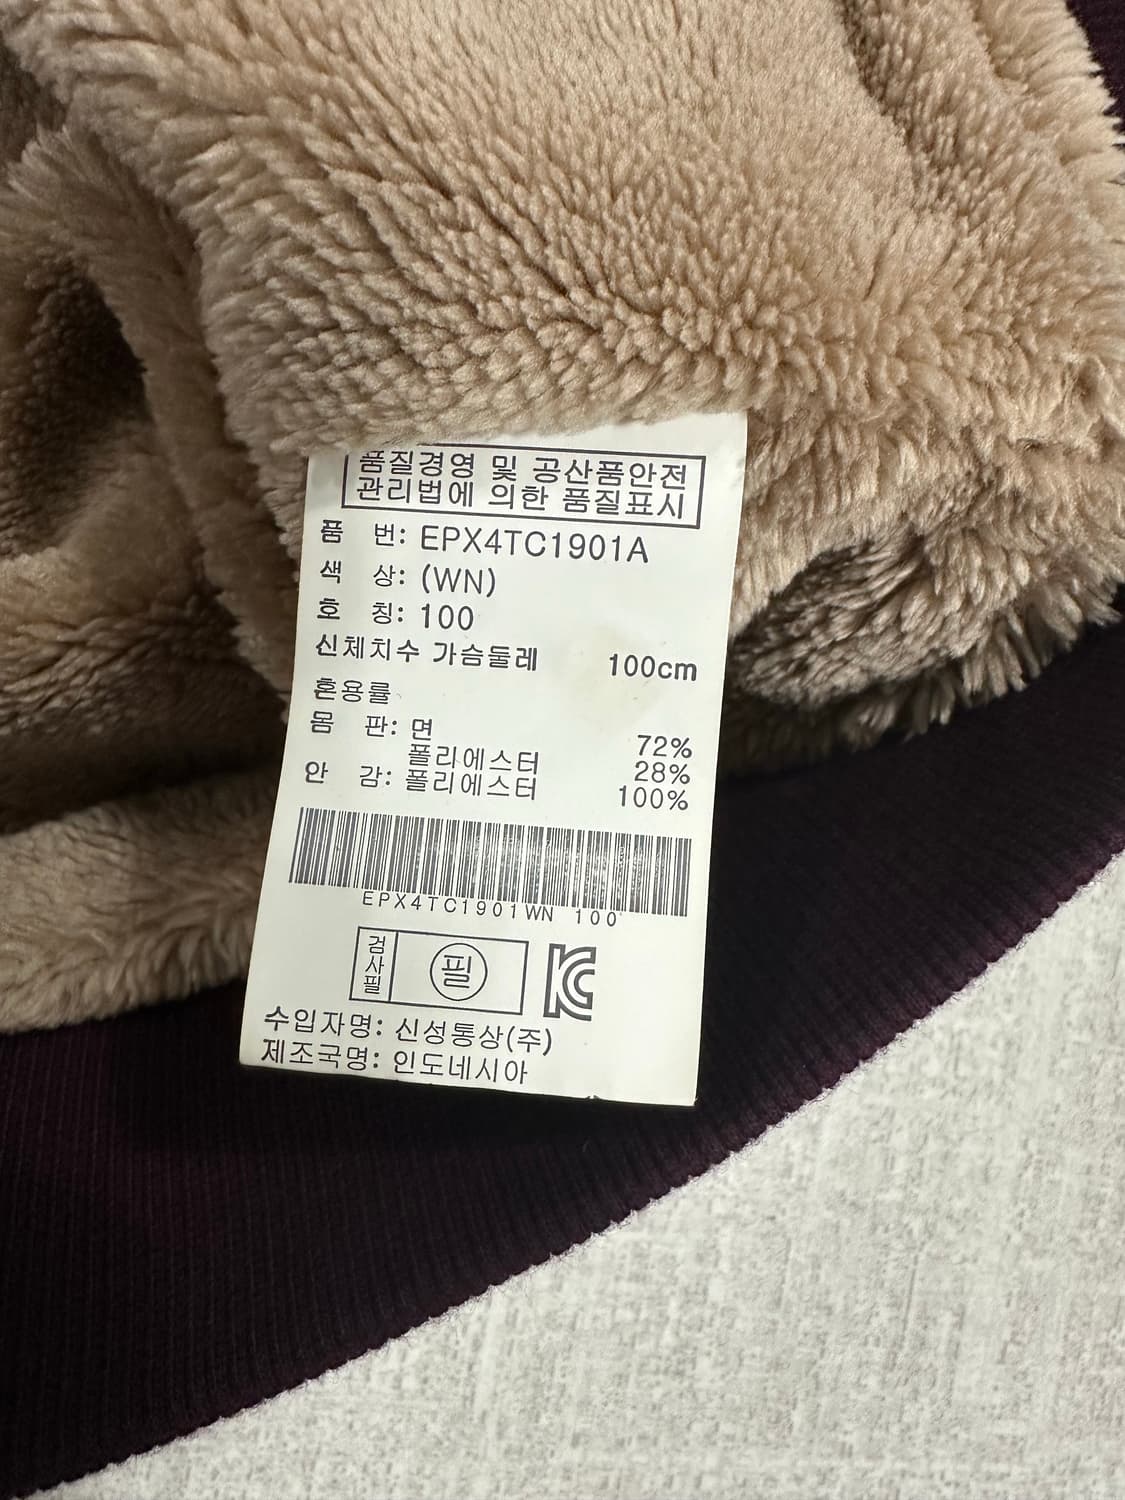 품질경영 및 공산품안전
관리법에 의한 품질표시
품 번: EPX4TC1901A
색 상: (WN)
호 칭: 100
신체치수 가슴둘레 100cm
혼용률
몸 판: 면 72%
폴리에스터 28%
안 감: 폴리에스터 100%
EPX4TC1901WN 100
검사필 필 KC
수입자명: 신성통상(주)
제조국명: 인도네시아